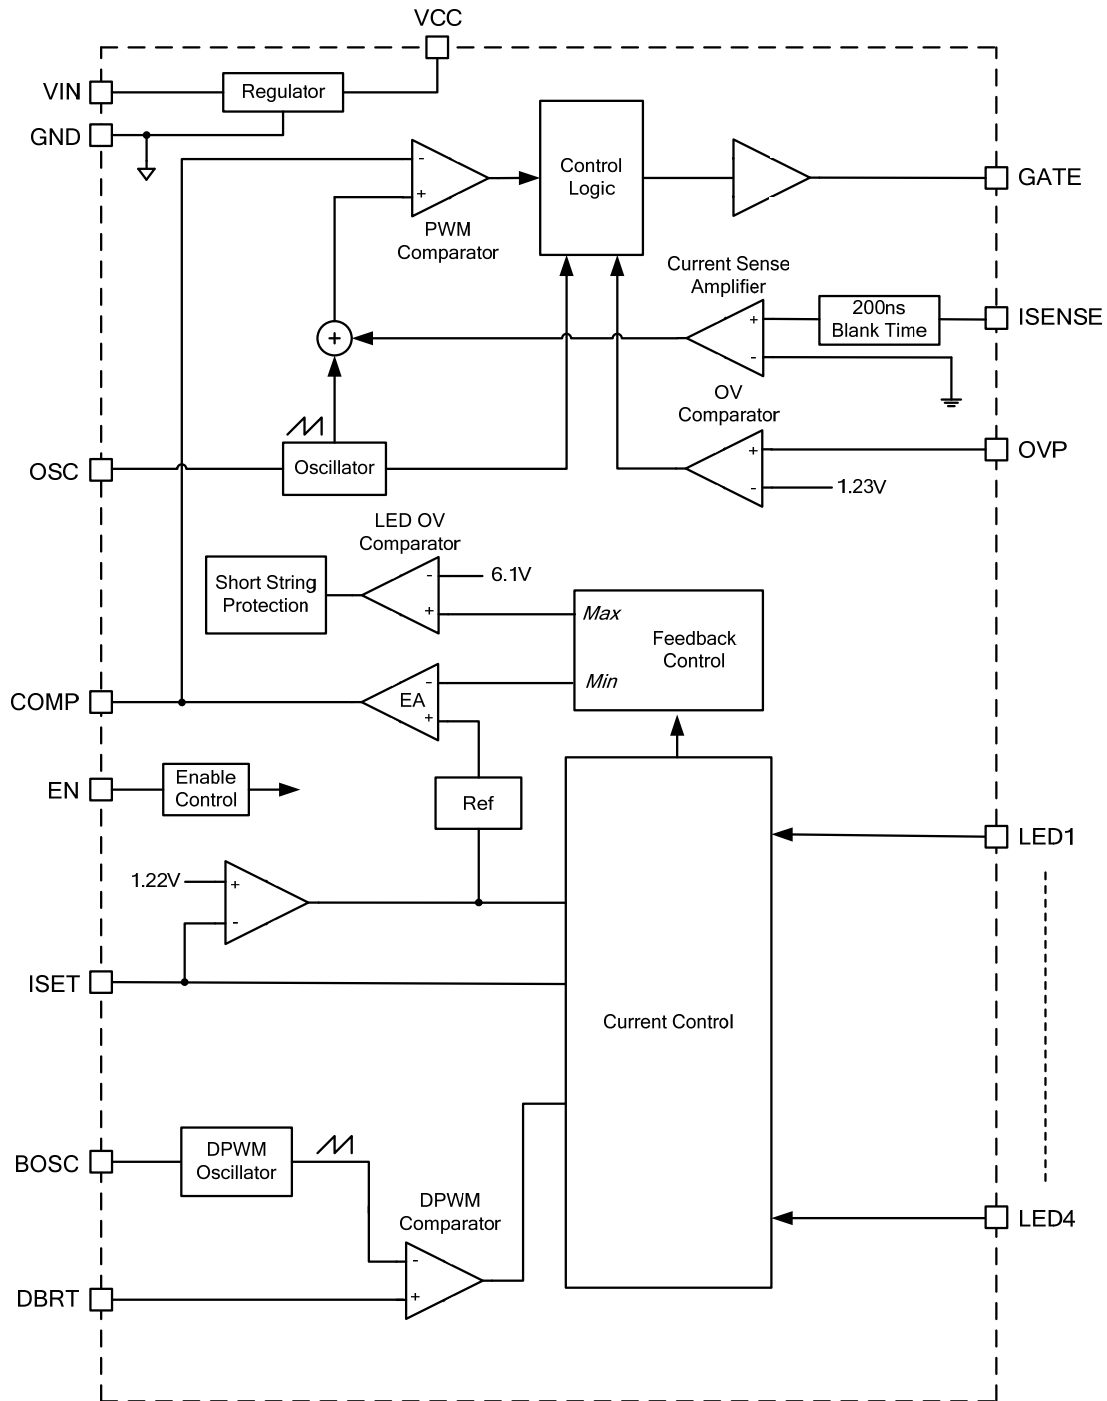 VCC
VIN
Regulator
GND
Control
Logic
GATE
-
+
PWM
Comparator
Current Sense
Amplifier
+
-
200ns
Blank Time
ISENSE
+
OV
Comparator
OSC
Oscillator
+
-
1.23V
OVP
LED OV
Comparator
Short String
Protection
-
+
6.1V
Max
Min
Feedback
Control
COMP
EA
-
+
EN
Enable
Control
Ref
LED1
1.22V
+
-
ISET
Current Control
BOSC
DPWM
Oscillator
DPWM
Comparator
-
+
LED4
DBRT